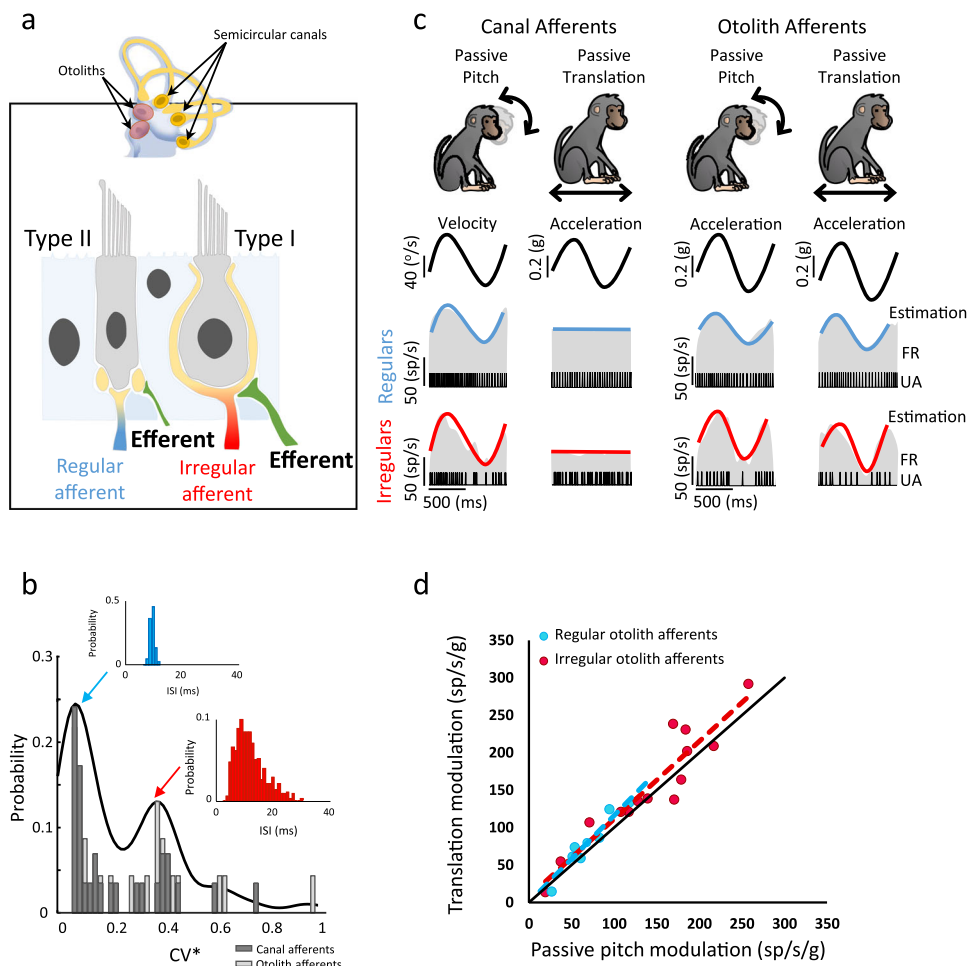 a
Semicircular canals
Otoliths
Type II
Type I
Efferent
Efferent
Regular
afferent
Irregular
afferent
c
Canal Afferents
Otolith Afferents
Passive
Pitch
Passive
Translation
Passive
Pitch
Passive
Translation
Velocity
Acceleration
Acceleration
Acceleration
40 (°/s)
0.2 (g)
0.2 (g)
0.2 (g)
Regulars
50 (sp/s)
50 (sp/s)
Estimation
FR
UA
Irregulars
50 (sp/s)
50 (sp/s)
Estimation
FR
UA
500 (ms)
500 (ms)
b
Probability
0.3
0.2
0.1
0
0 0.2 0.4 0.6 0.8 1
CV*
Canal afferents
Otolith afferents
Probability
0.5
0
0 20 40
ISI (ms)
Probability
0.1
0
0 20 40
ISI (ms)
d
Regular otolith afferents
Irregular otolith afferents
Translation modulation (sp/s/g)
350
300
250
200
150
100
50
0
0 50 100 150 200 250 300 350
Passive pitch modulation (sp/s/g)